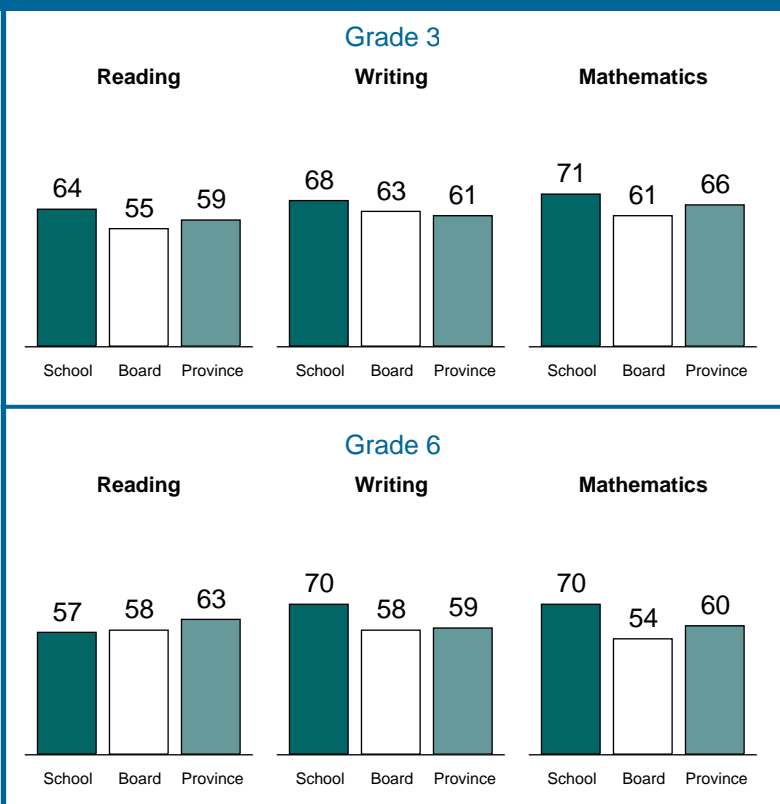 Grade 3
Reading Writing Mathematics
64 55 59 68 63 61 71 61 66
School Board Province School Board Province School Board Province
Grade 6
Reading Writing Mathematics
57 58 63 70 58 59 70 54 60
School Board Province School Board Province School Board Province